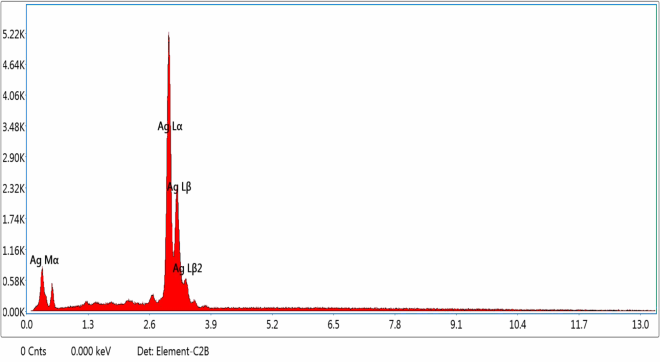 5.22K
4.64K
4.06K
3.48K
2.90K
2.32K
1.74K
1.16K
0.58K
0.00K
Ag Lα
Ag Lβ
Ag Lβ2
Ag Mα
0.0 1.3 2.6 3.9 5.2 6.5 7.8 9.1 10.4 11.7 13.0
0 Cnts 0.000 keV Det: Element-C2B